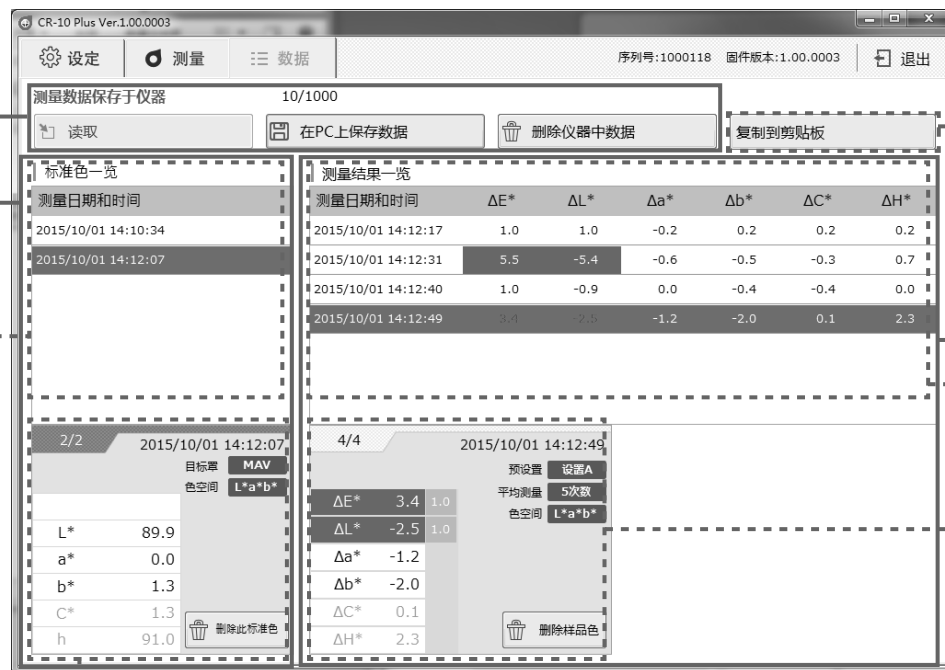 CR-10 Plus Ver.1.00.0003
设定 测量 数据 序列号:1000118 固件版本:1.00.0003 退出
测量数据保存于仪器 10/1000
读取 在PC上保存数据 删除仪器中数据 复制到剪贴板
标准色一览
测量日期和时间
2015/10/01 14:10:34
2015/10/01 14:12:07
测量结果一览
测量日期和时间 ΔE* ΔL* Δa* Δb* ΔC* ΔH*
2015/10/01 14:12:17 1.0 1.0 -0.2 0.2 0.2 0.2
2015/10/01 14:12:31 5.5 -5.4 -0.6 -0.5 -0.3 0.7
2015/10/01 14:12:40 1.0 -0.9 0.0 -0.4 -0.4 0.0
2015/10/01 14:12:49 3.4 -2.5 -1.2 -2.0 0.1 2.3
2/2 2015/10/01 14:12:07
目标罩 MAV
色空间 L*a*b*
L* 89.9
a* 0.0
b* 1.3
C* 1.3
h 91.0
删除此标准色
4/4 2015/10/01 14:12:49
预设置 设置A
平均测量 5次数
色空间 L*a*b*
ΔE* 3.4 1.0
ΔL* -2.5 1.0
Δa* -1.2
Δb* -2.0
ΔC* 0.1
ΔH* 2.3
删除样品色